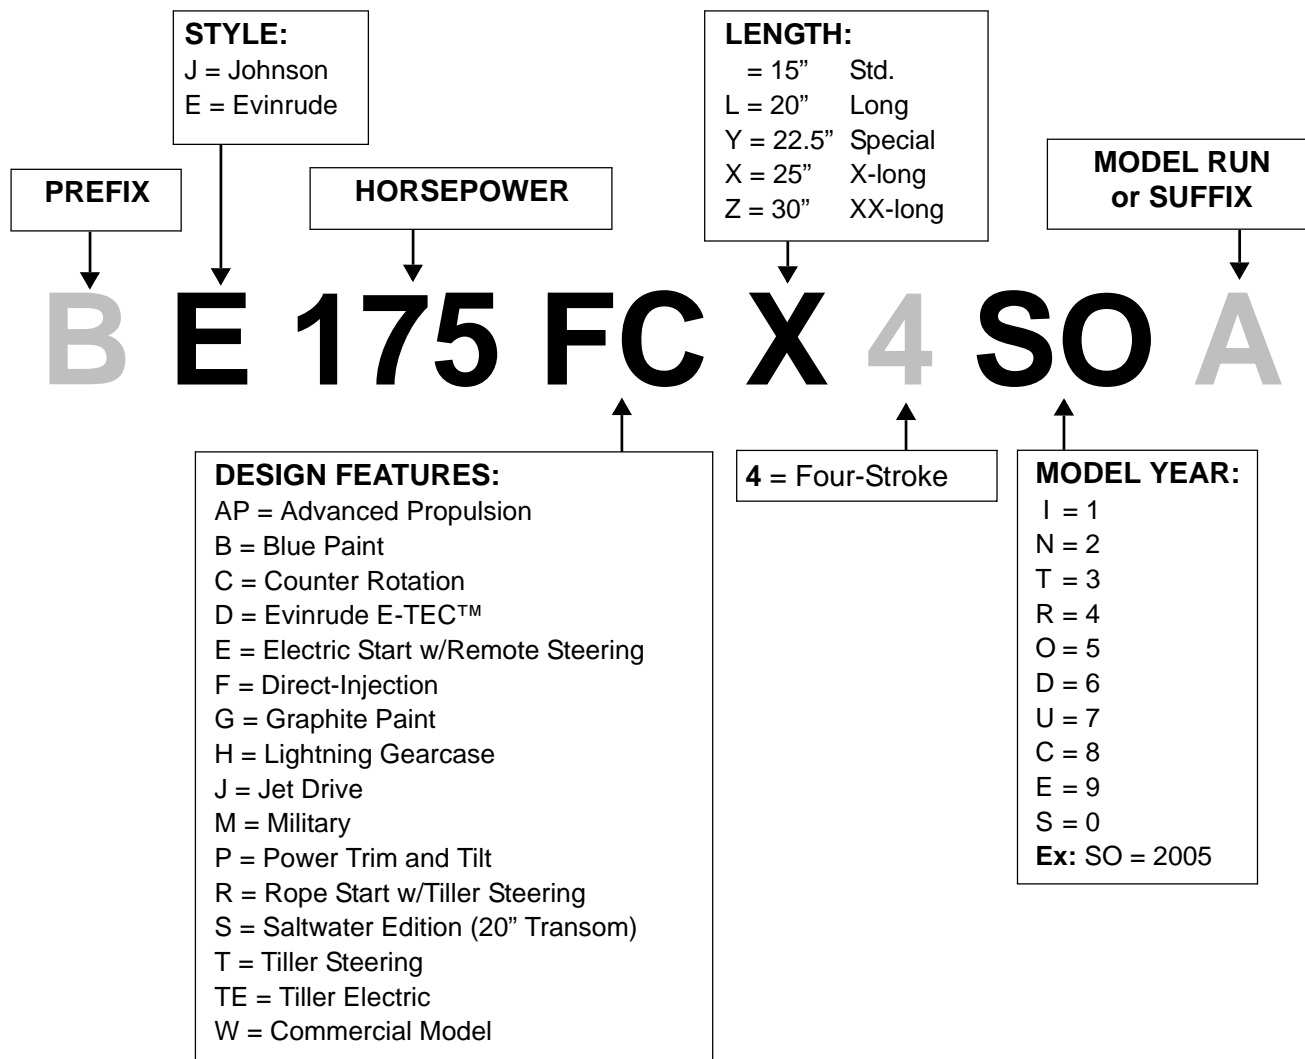 STYLE:
J = Johnson
E = Evinrude
LENGTH:
= 15” Std.
L = 20” Long
Y = 22.5” Special
X = 25” X-long
Z = 30” XX-long
PREFIX
HORSEPOWER
MODEL RUN
or SUFFIX
B E 175 FC X 4 SO A
DESIGN FEATURES:
AP = Advanced Propulsion
B = Blue Paint
C = Counter Rotation
D = Evinrude E-TEC™
E = Electric Start w/Remote Steering
F = Direct-Injection
G = Graphite Paint
H = Lightning Gearcase
J = Jet Drive
M = Military
P = Power Trim and Tilt
R = Rope Start w/Tiller Steering
S = Saltwater Edition (20” Transom)
T = Tiller Steering
TE = Tiller Electric
W = Commercial Model
4 = Four-Stroke
MODEL YEAR:
I = 1
N = 2
T = 3
R = 4
O = 5
D = 6
U = 7
C = 8
E = 9
S = 0
Ex: SO = 2005